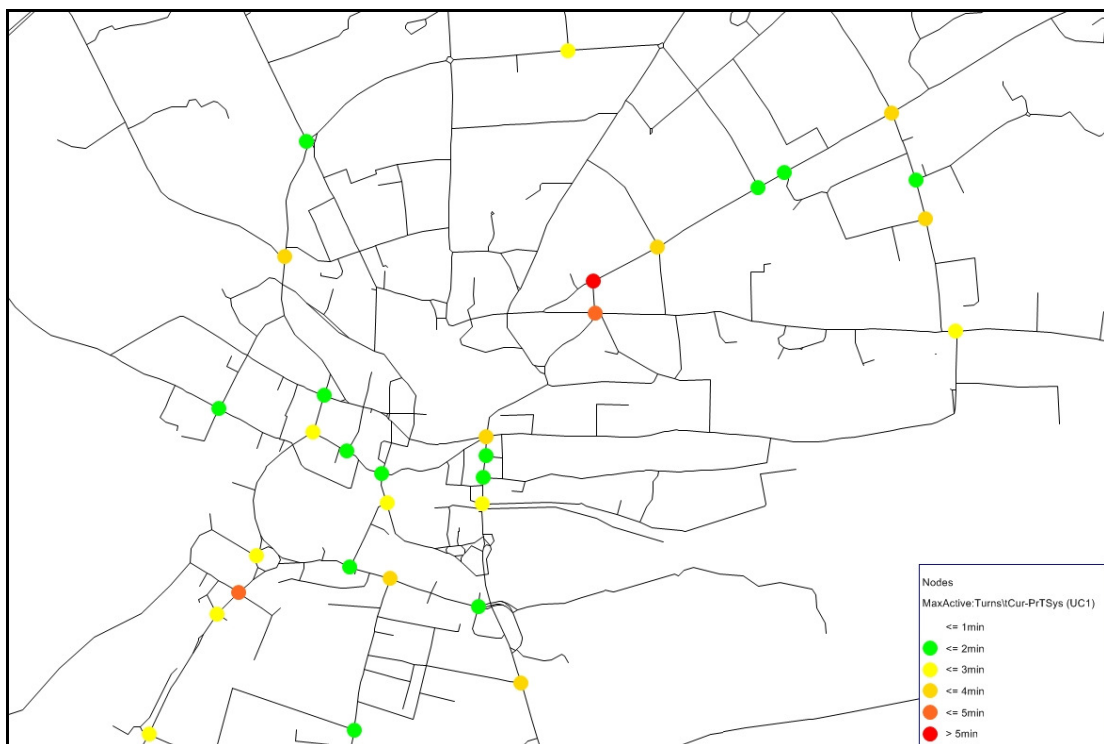 Nodes
MaxActive:Turns\tCur-PrTSys (UC1)
<= 1min
<= 2min
<= 3min
<= 4min
<= 5min
> 5min